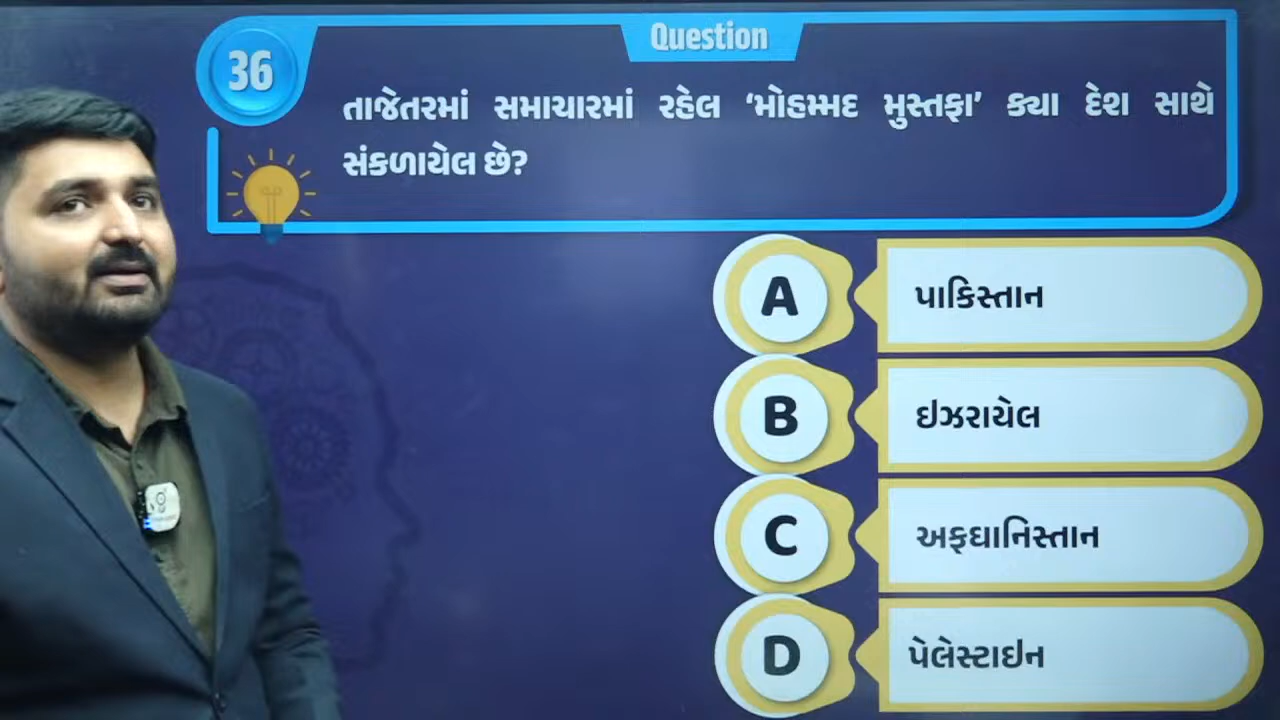 36
Question
તાજેતરમાં સમાચારમાં રહેલ ‘મોહમ્મદ મુસ્તફા’ ક્યા દેશ સાથે
સંકળાયેલ છે?
A પાકિસ્તાન
B ઇઝરાયેલ
C અફઘાનિસ્તાન
D પેલેસ્ટાઇન